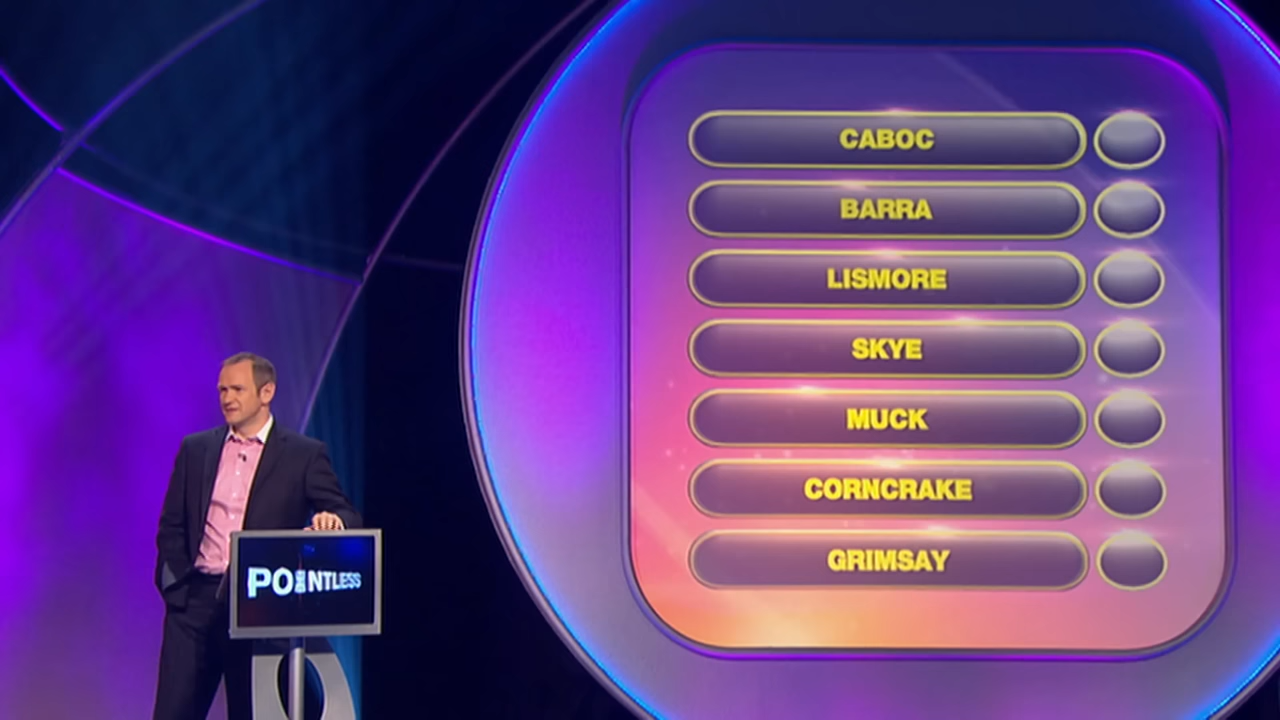 CABOC
BARRA
LISMORE
SKYE
MUCK
CORNCRAKE
GRIMSAY
POINTLESS